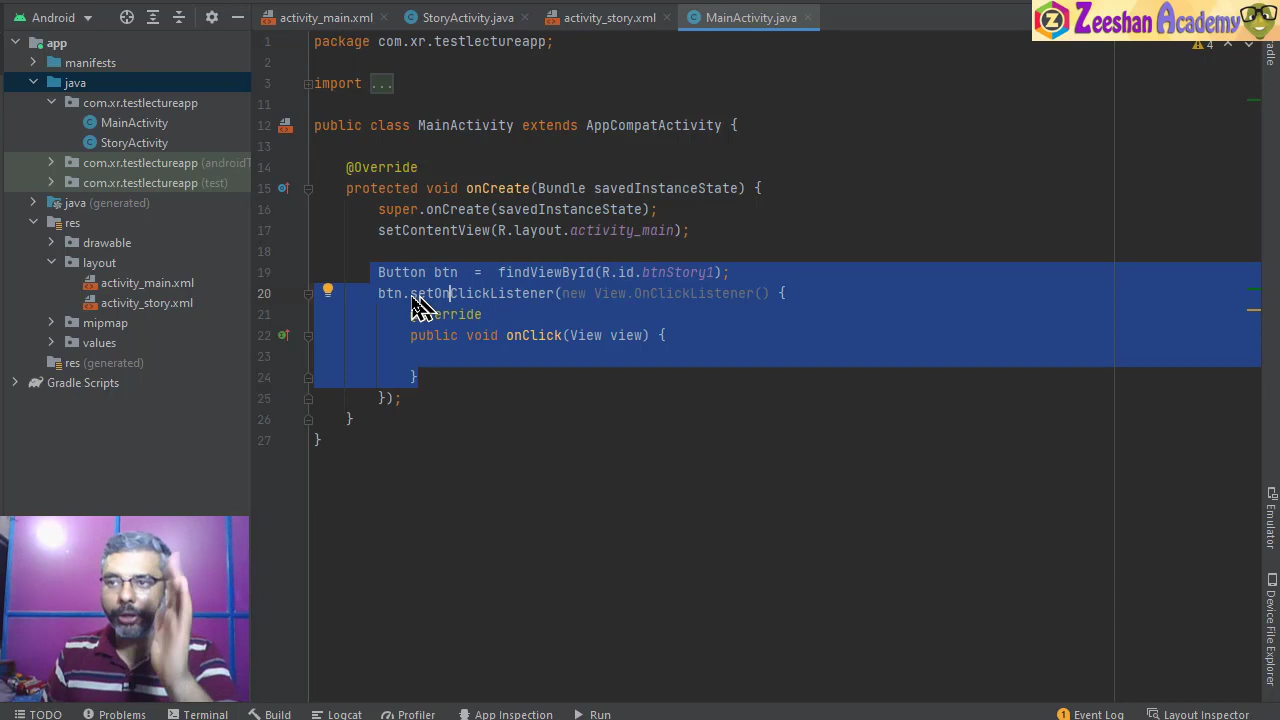 Android
activity_main.xml
StoryActivity.java
activity_story.xml
MainActivity.java
Zeeshan Academy
app
manifests
java
com.xr.testlectureapp
MainActivity
StoryActivity
com.xr.testlectureapp (androidT
com.xr.testlectureapp (test)
java (generated)
res
drawable
layout
activity_main.xml
activity_story.xml
mipmap
values
res (generated)
Gradle Scripts
4
1 package com.xr.testlectureapp;
2
3 import ...
11
12 public class MainActivity extends AppCompatActivity {
13
14 @Override
15 protected void onCreate(Bundle savedInstanceState) {
16 super.onCreate(savedInstanceState);
17 setContentView(R.layout.activity_main);
18
19 Button btn = findViewById(R.id.btnStory1);
20 btn.setOnClickListener(new View.OnClickListener() {
21 erride
22 public void onClick(View view) {
23
24 }
25 });
26 }
27 }
adle
Emulator
Device File Explorer
TODO
Problems
Terminal
Build
Logcat
Profiler
App Inspection
Run
1 Event Log
Layout Inspector